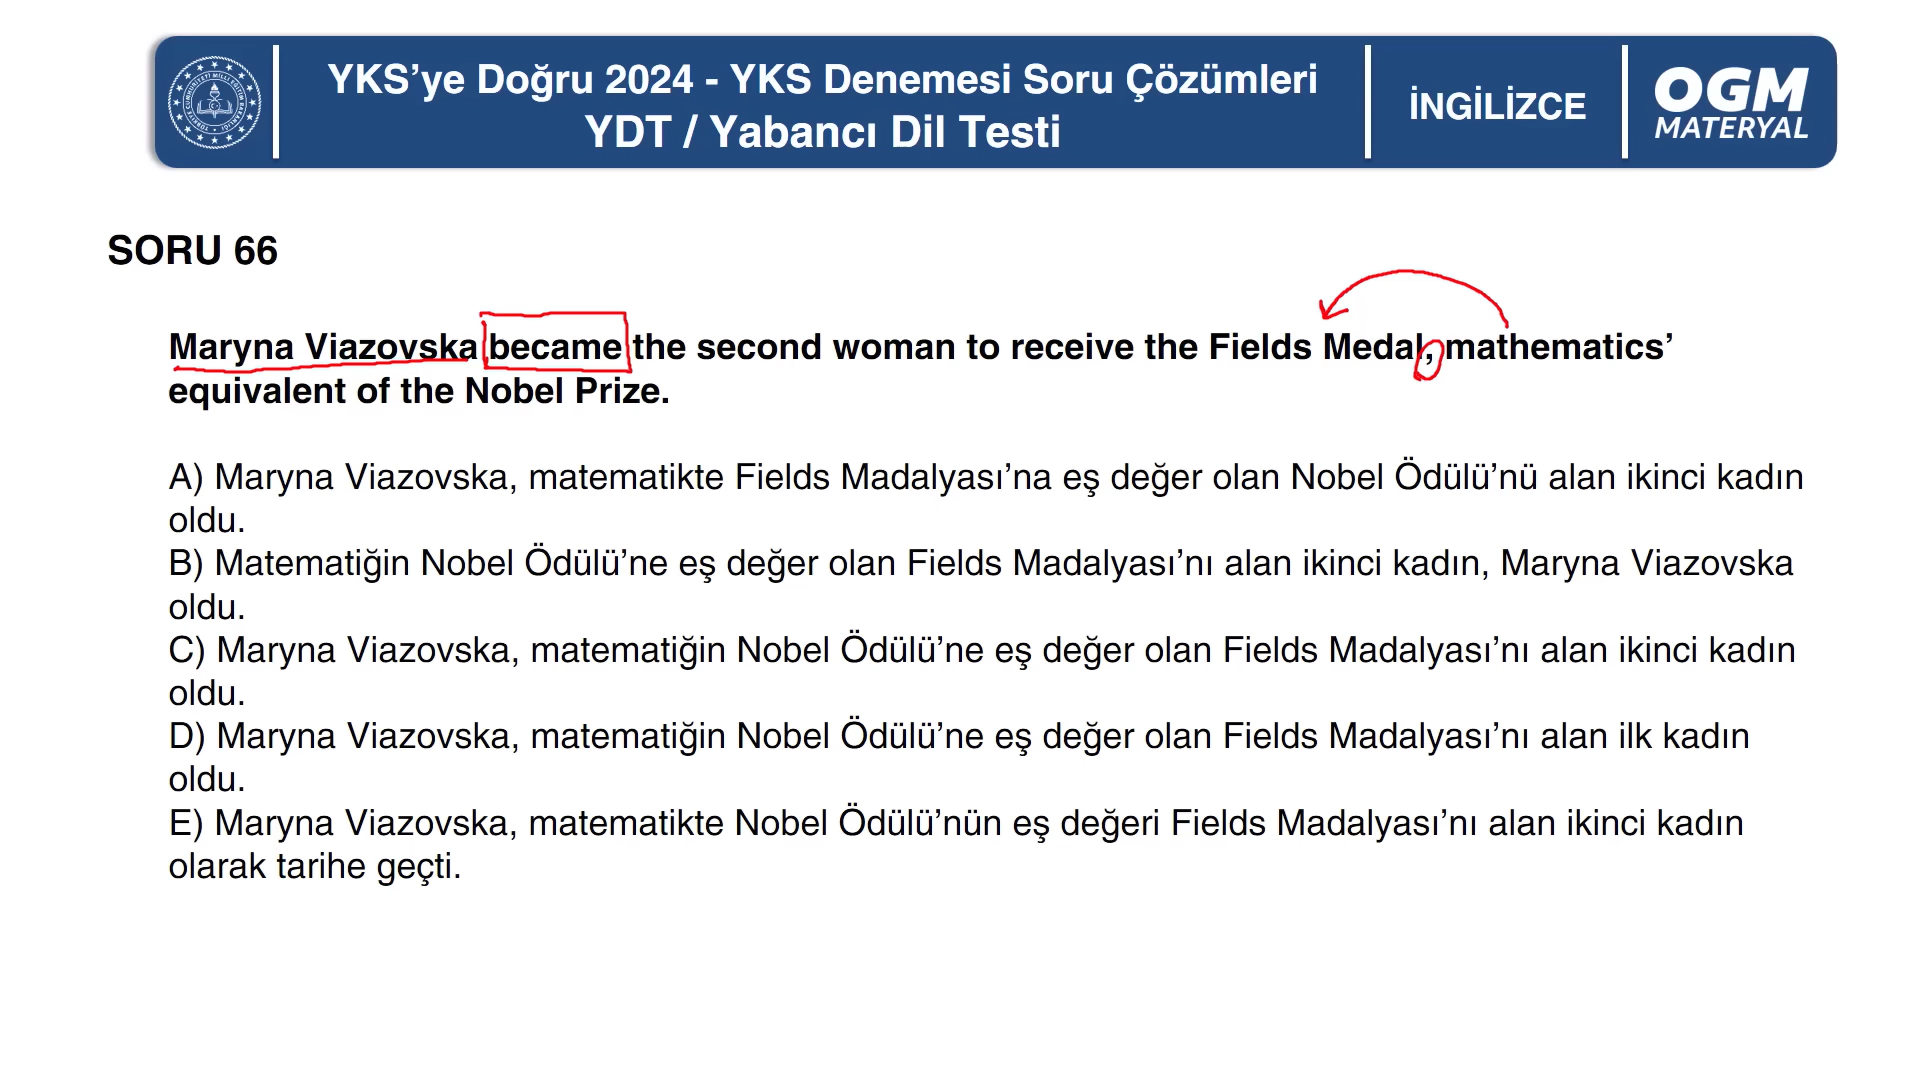 YKS’ye Doğru 2024 - YKS Denemesi Soru Çözümleri
YDT / Yabancı Dil Testi
İNGİLİZCE
OGM
MATERYAL
SORU 66
Maryna Viazovska became the second woman to receive the Fields Medal, mathematics’
equivalent of the Nobel Prize.
A) Maryna Viazovska, matematikte Fields Madalyası’na eş değer olan Nobel Ödülü’nü alan ikinci kadın
oldu.
B) Matematiğin Nobel Ödülü’ne eş değer olan Fields Madalyası’nı alan ikinci kadın, Maryna Viazovska
oldu.
C) Maryna Viazovska, matematiğin Nobel Ödülü’ne eş değer olan Fields Madalyası’nı alan ikinci kadın
oldu.
D) Maryna Viazovska, matematiğin Nobel Ödülü’ne eş değer olan Fields Madalyası’nı alan ilk kadın
oldu.
E) Maryna Viazovska, matematikte Nobel Ödülü’nün eş değeri Fields Madalyası’nı alan ikinci kadın
olarak tarihe geçti.